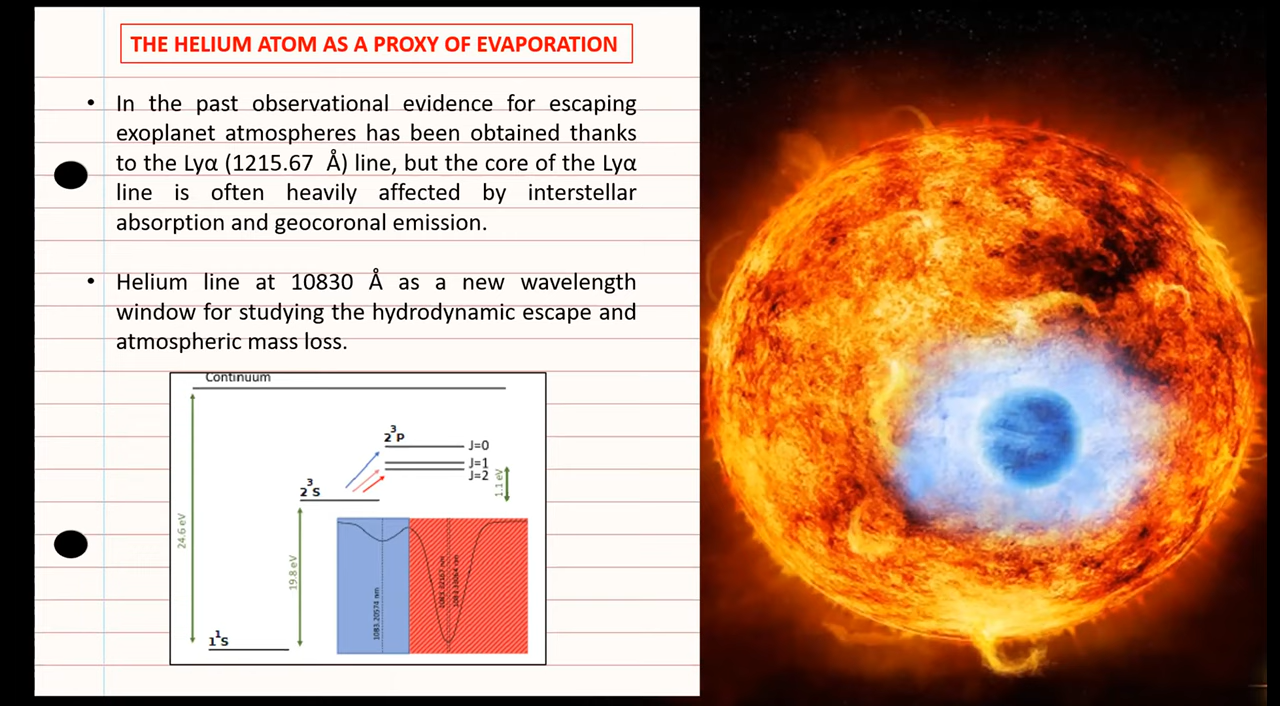 THE HELIUM ATOM AS A PROXY OF EVAPORATION
• In the past observational evidence for escaping
exoplanet atmospheres has been obtained thanks
to the Lyα (1215.67 Å) line, but the core of the Lyα
line is often heavily affected by interstellar
absorption and geocoronal emission.
• Helium line at 10830 Å as a new wavelength
window for studying the hydrodynamic escape and
atmospheric mass loss.
Continuum
2³P
J=0
J=1
J=2
1.1 eV
2³S
24.6 eV
19.8 eV
1083.20574 nm
1¹S